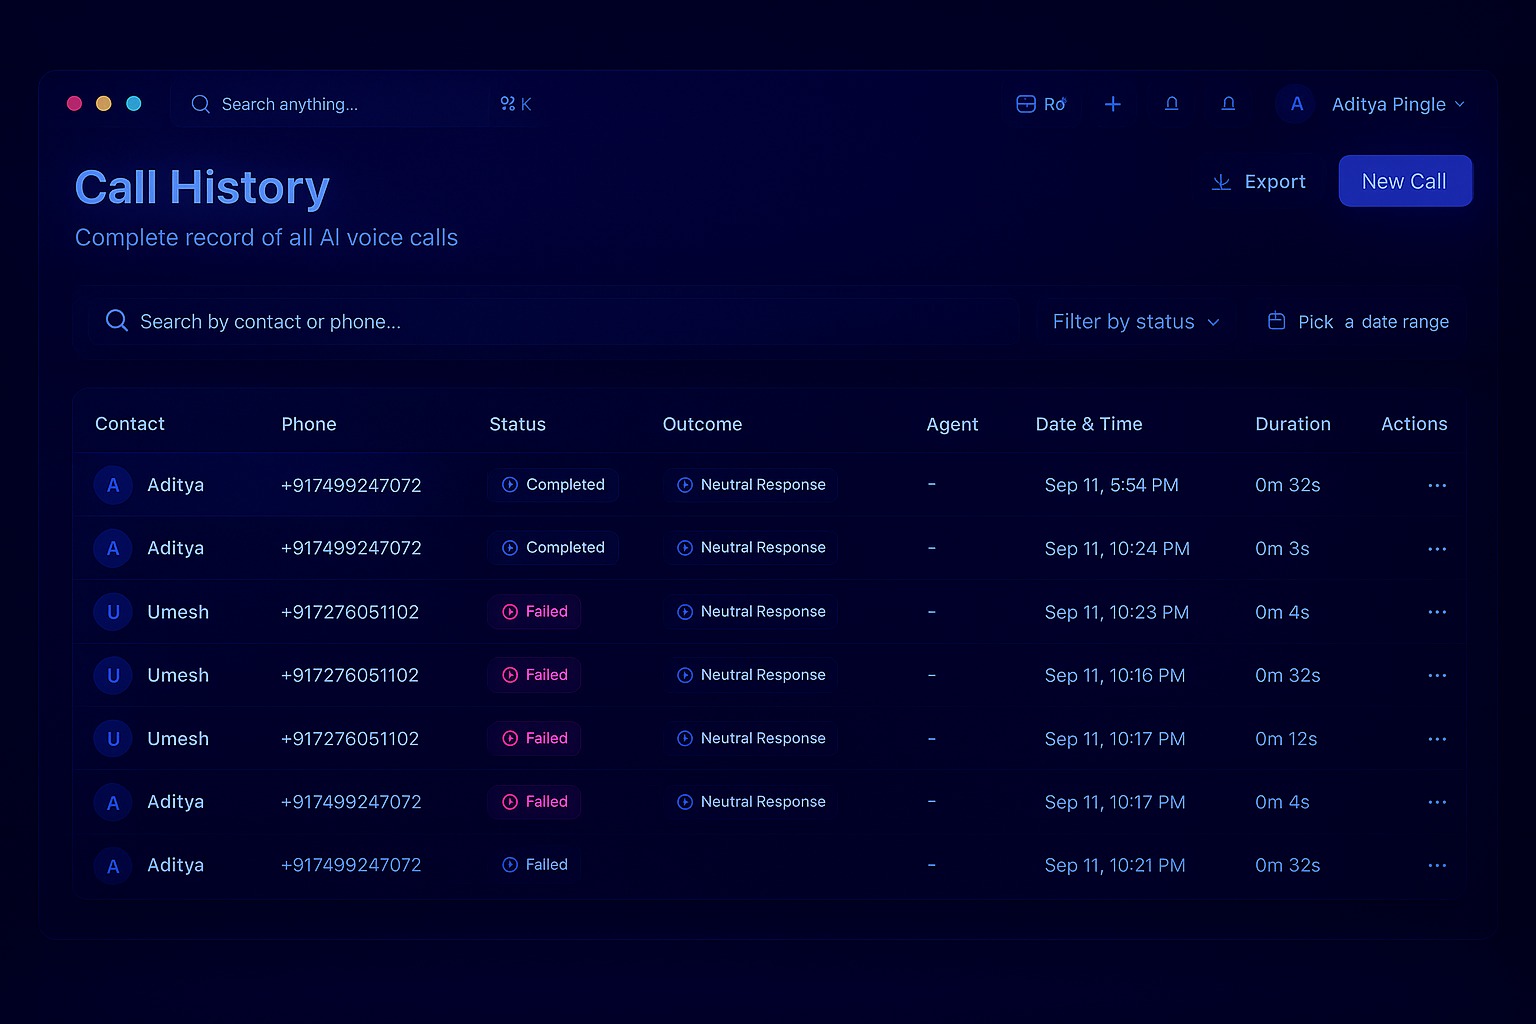 Search anything... ⌘ K Ro + A Aditya Pingle
Call History Export New Call
Complete record of all AI voice calls
Search by contact or phone... Filter by status Pick a date range
Contact Phone Status Outcome Agent Date & Time Duration Actions
A Aditya +917499247072 Completed Neutral Response - Sep 11, 5:54 PM 0m 32s ...
A Aditya +917499247072 Completed Neutral Response - Sep 11, 10:24 PM 0m 3s ...
U Umesh +917276051102 Failed Neutral Response - Sep 11, 10:23 PM 0m 4s ...
U Umesh +917276051102 Failed Neutral Response - Sep 11, 10:16 PM 0m 32s ...
U Umesh +917276051102 Failed Neutral Response - Sep 11, 10:17 PM 0m 12s ...
A Aditya +917499247072 Falled Neutral Response - Sep 11, 10:17 PM 0m 4s ...
A Aditya +917499247072 Falled - Sep 11, 10:21 PM 0m 32s ...